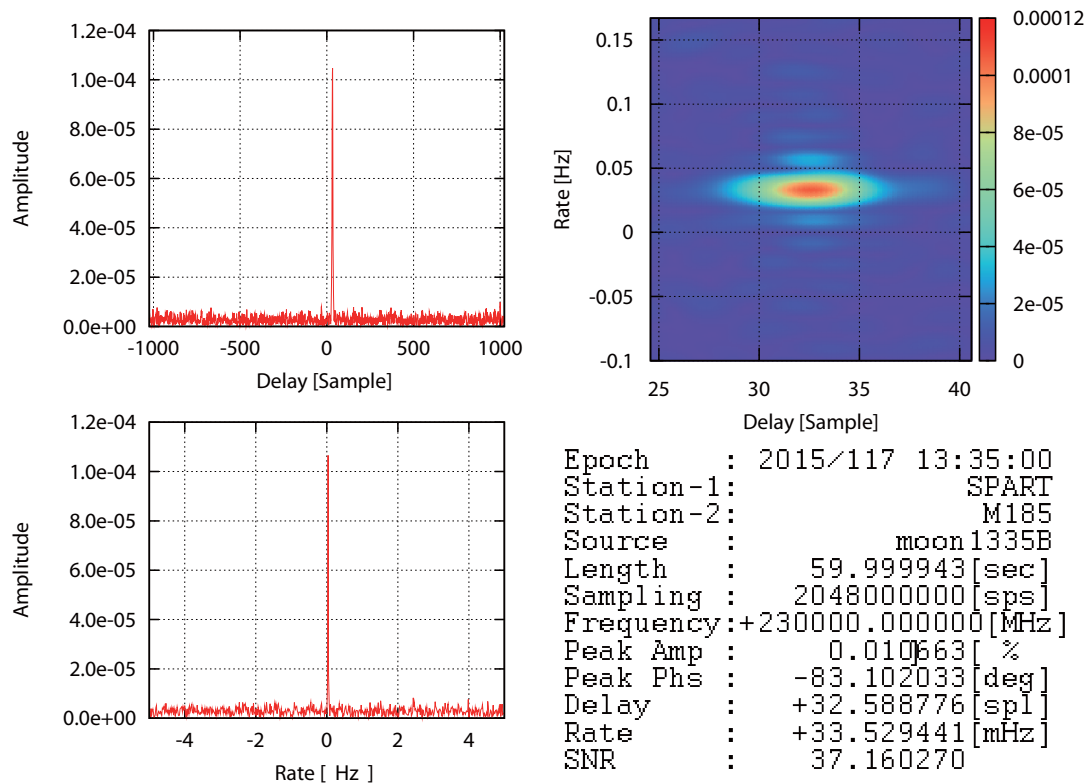 1.2e-04
1.0e-04
8.0e-05
6.0e-05
4.0e-05
2.0e-05
0.0e+00
Amplitude
-1000 -500 0 500 1000
Delay [Sample]
0.15
0.1
0.05
0
-0.05
-0.1
Rate [Hz]
25 30 35 40
Delay [Sample]
0.00012
0.0001
8e-05
6e-05
4e-05
2e-05
0
1.2e-04
1.0e-04
8.0e-05
6.0e-05
4.0e-05
2.0e-05
0.0e+00
Amplitude
-4 -2 0 2 4
Rate [ Hz ]
Epoch : 2015/117 13:35:00
Station-1: SPART
Station-2: M185
Source : moon1335B
Length : 59.999943[sec]
Sampling : 2048000000[sps]
Frequency:+230000.000000[MHz]
Peak Amp : 0.010663[ %
Peak Phs : -83.102033[deg]
Delay : +32.588776[spl]
Rate : +33.529441[mHz]
SNR : 37.160270